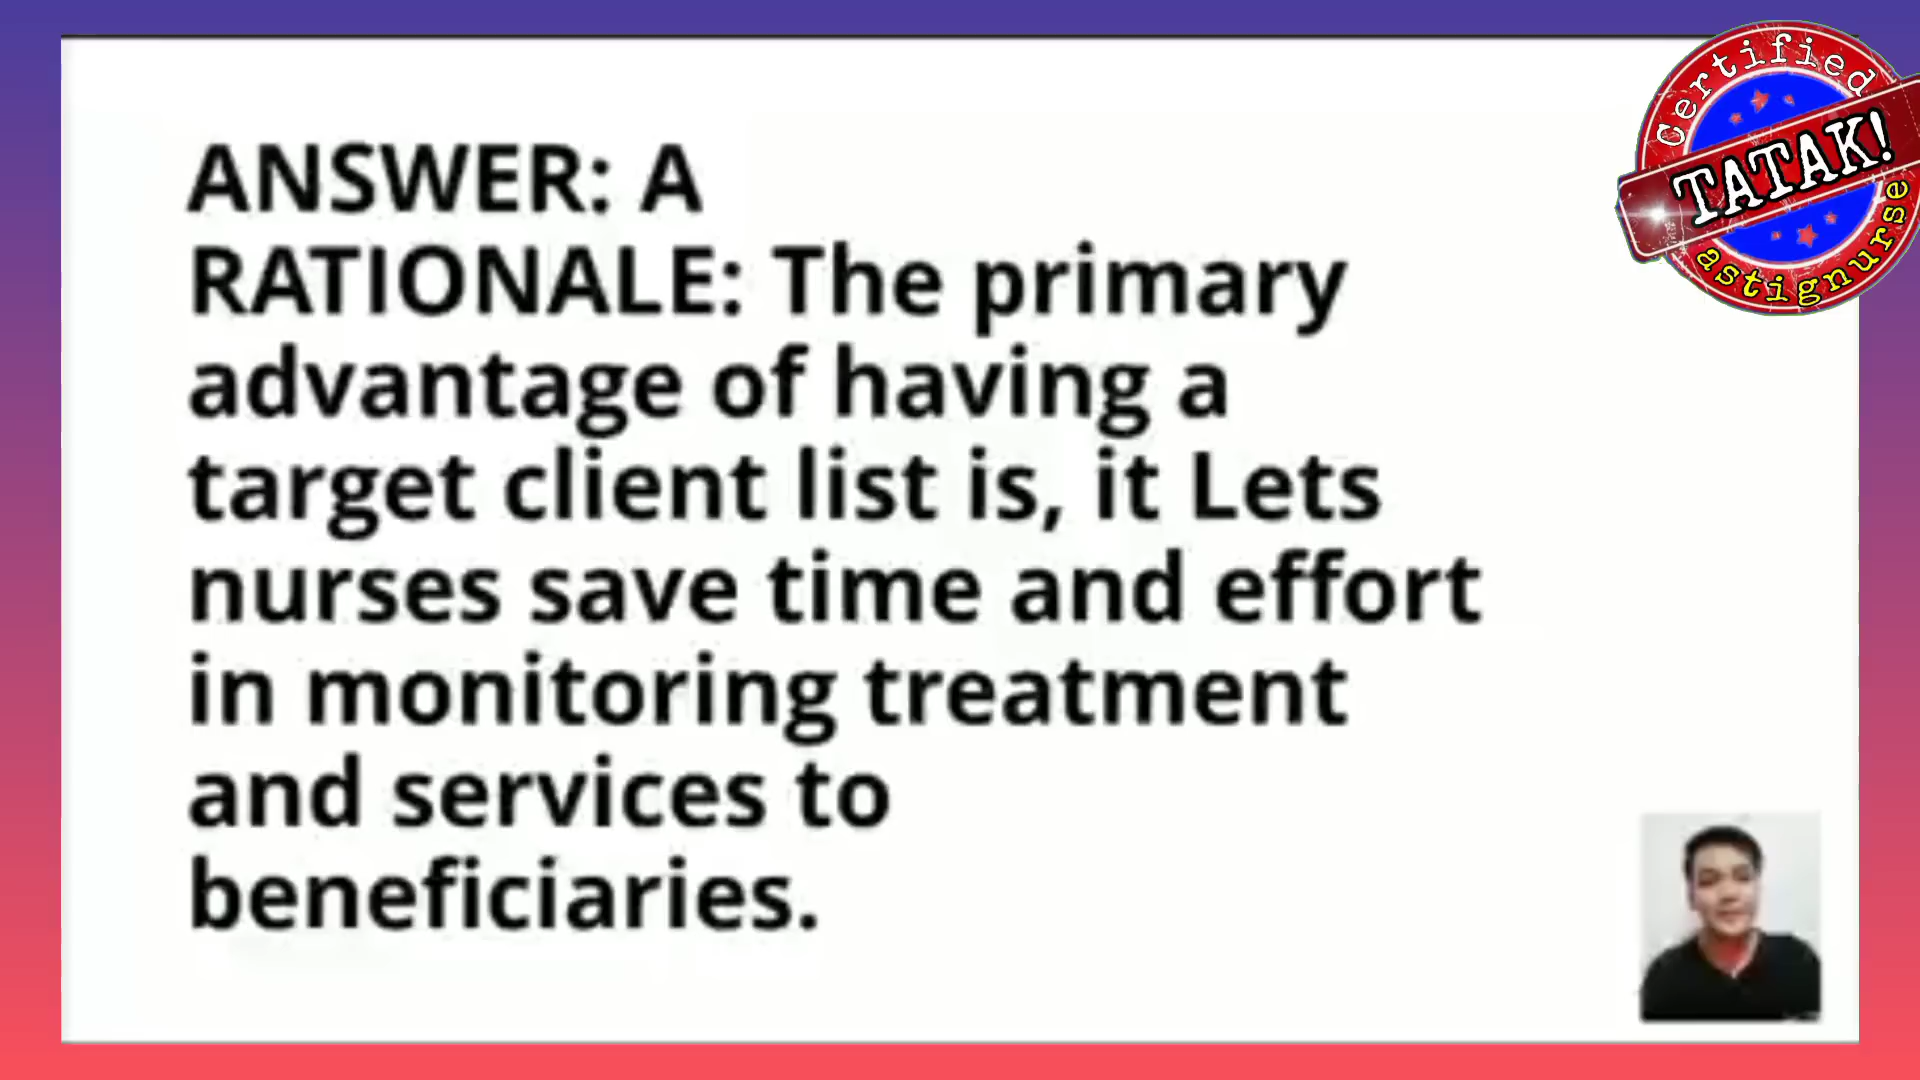 ANSWER: A
RATIONALE: The primary
advantage of having a
target client list is, it Lets
nurses save time and effort
in monitoring treatment
and services to
beneficiaries.
Certified
TATAK!
astignurse